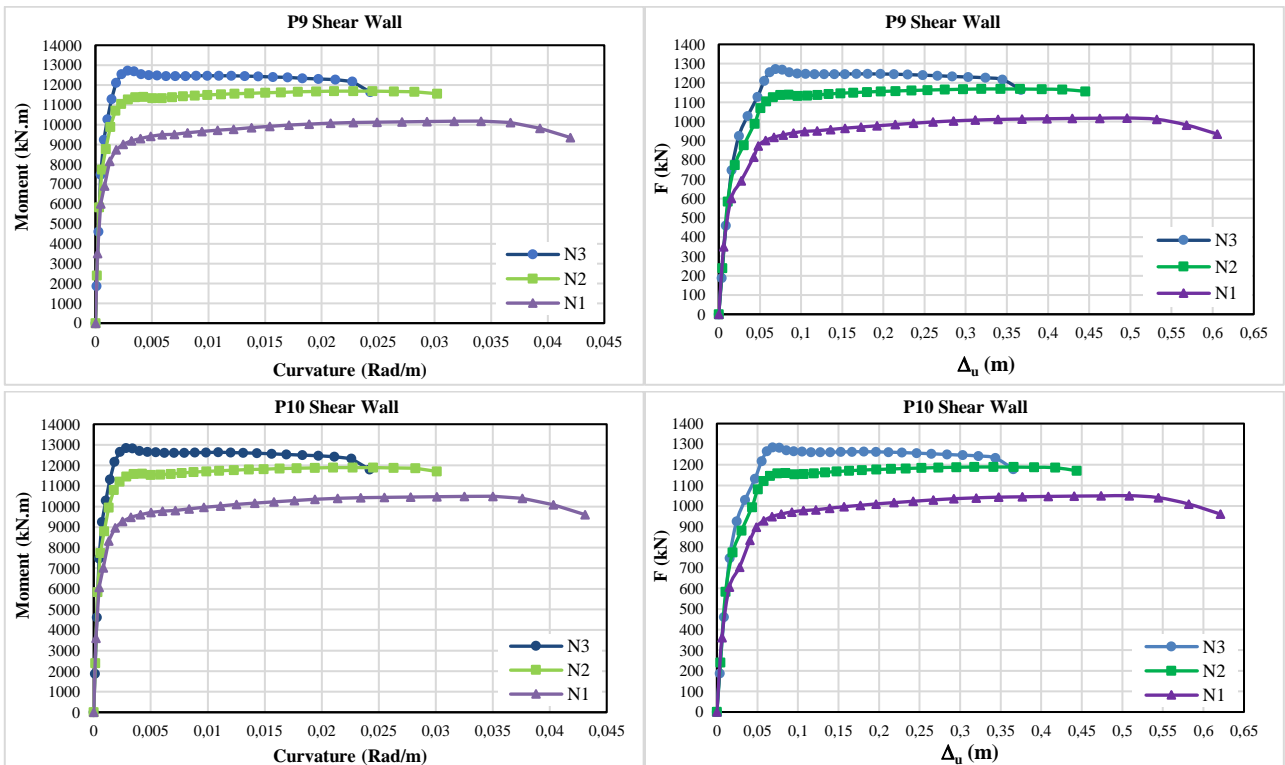 P9 Shear Wall
14000
13000
12000
11000
10000
9000
8000
7000
6000
5000
4000
3000
2000
1000
0
Moment (kN.m)
N3
N2
N1
0 0,005 0,01 0,015 0,02 0,025 0,03 0,035 0,04 0,045
Curvature (Rad/m)
P9 Shear Wall
1400
1300
1200
1100
1000
900
800
700
600
500
400
300
200
100
0
F (kN)
N3
N2
N1
0 0,05 0,1 0,15 0,2 0,25 0,3 0,35 0,4 0,45 0,5 0,55 0,6 0,65
Δu (m)
P10 Shear Wall
14000
13000
12000
11000
10000
9000
8000
7000
6000
5000
4000
3000
2000
1000
0
Moment (kN.m)
N3
N2
N1
0 0,005 0,01 0,015 0,02 0,025 0,03 0,035 0,04 0,045
Curvature (Rad/m)
P10 Shear Wall
1400
1300
1200
1100
1000
900
800
700
600
500
400
300
200
100
0
F (kN)
N3
N2
N1
0 0,05 0,1 0,15 0,2 0,25 0,3 0,35 0,4 0,45 0,5 0,55 0,6 0,65
Δu (m)